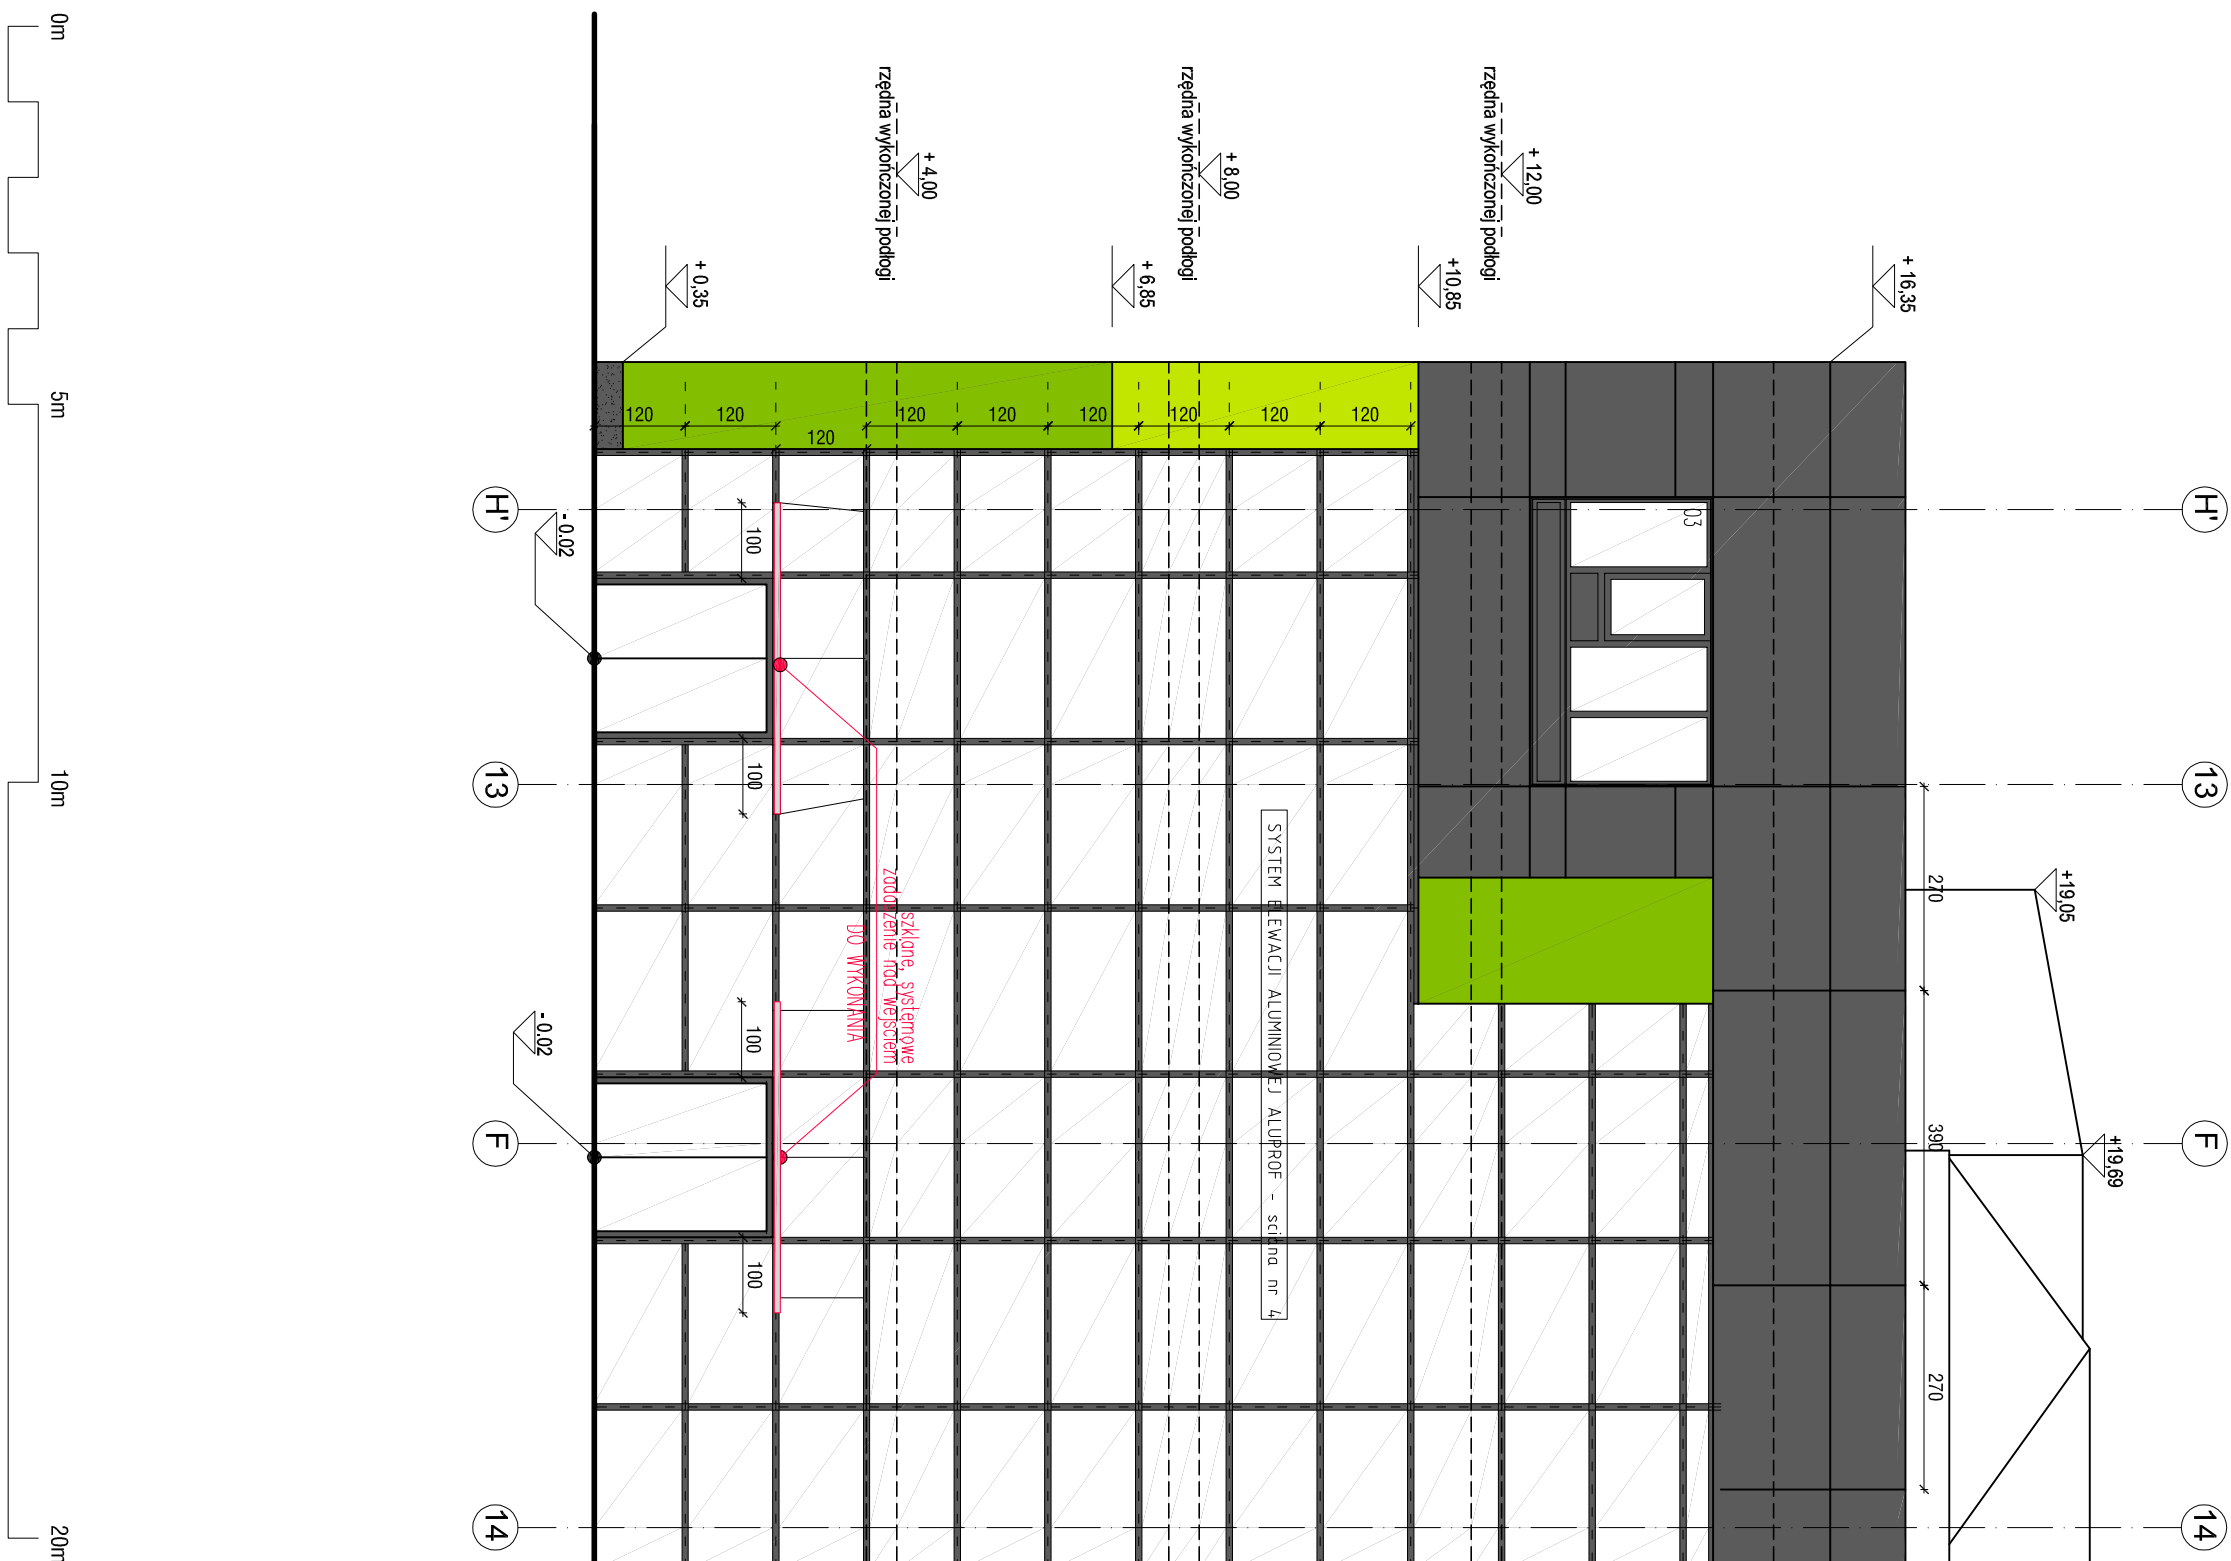 0m
5m
10m
20m
+19,69
+19,05
+ 16,35
+ 12,00
rzędna wykończonej podłogi
+10,85
+ 8,00
rzędna wykończonej podłogi
+ 6,85
+ 4,00
rzędna wykończonej podłogi
+ 0,35
- 0.02
- 0.02
H'
13
F
14
H'
13
F
14
270
390
270
03
120
120
120
120
120
120
120
120
120
100
100
100
100
SYSTEM ELEWACJI ALUMINIOWEJ ALUPROF - ściana nr 4
szklane, systemowe
zadaszenie nad wejściem
DO WYKONANIA